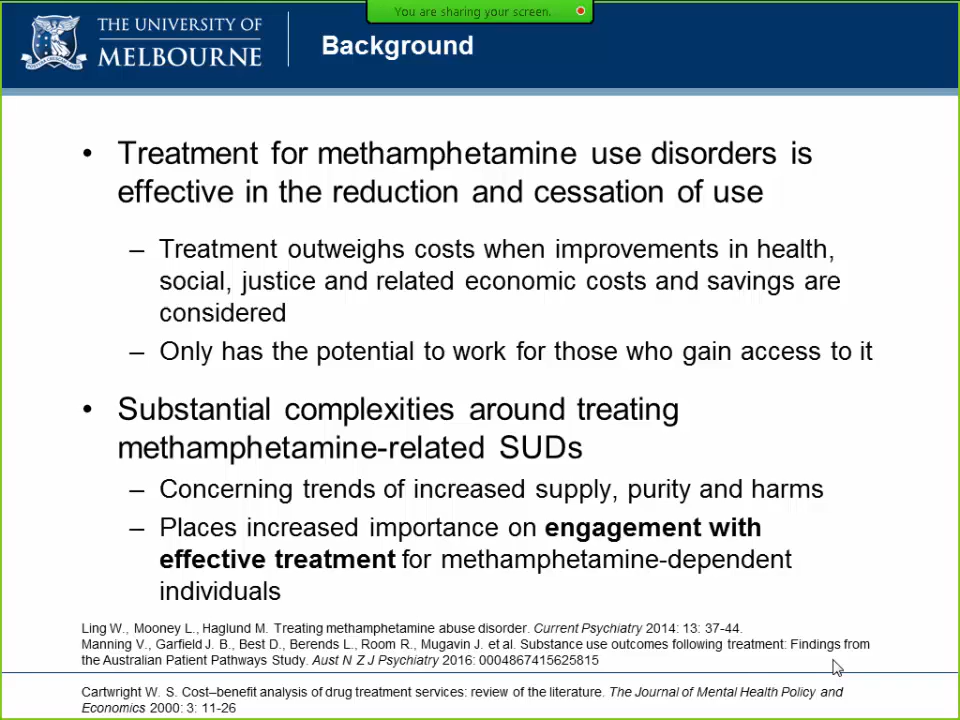 You are sharing your screen.
THE UNIVERSITY OF
MELBOURNE
Background
• Treatment for methamphetamine use disorders is
effective in the reduction and cessation of use
– Treatment outweighs costs when improvements in health,
social, justice and related economic costs and savings are
considered
– Only has the potential to work for those who gain access to it
• Substantial complexities around treating
methamphetamine-related SUDs
– Concerning trends of increased supply, purity and harms
– Places increased importance on engagement with
effective treatment for methamphetamine-dependent
individuals
Ling W., Mooney L., Haglund M. Treating methamphetamine abuse disorder. Current Psychiatry 2014: 13: 37-44.
Manning V., Garfield J. B., Best D., Berends L., Room R., Mugavin J. et al. Substance use outcomes following treatment: Findings from
the Australian Patient Pathways Study. Aust N Z J Psychiatry 2016: 0004867415625815
Cartwright W. S. Cost–benefit analysis of drug treatment services: review of the literature. The Journal of Mental Health Policy and
Economics 2000: 3: 11-26